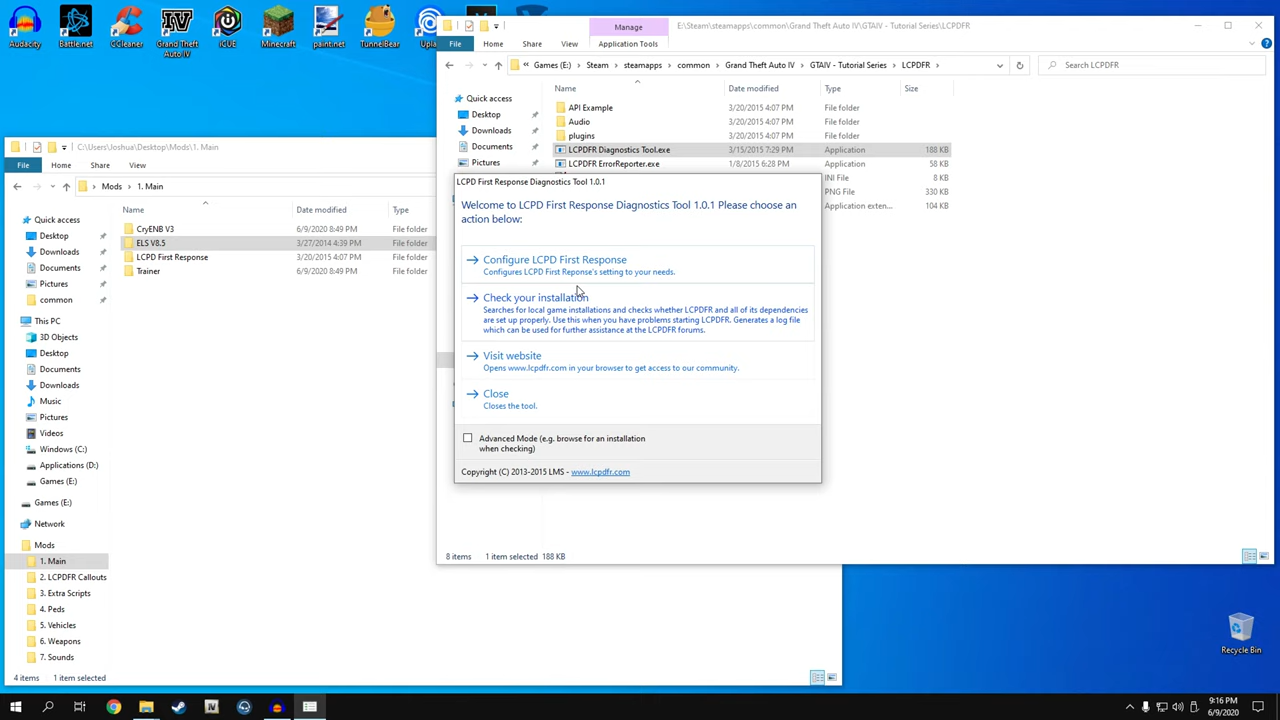 Audacity
Battle.net
CCleaner
Grand Theft
Auto IV
iCUE
Minecraft
paint.net
TunnelBear
Manage
E:\Steam\steamapps\common\Grand Theft Auto IV\GTAIV - Tutorial Series\LCPDFR
File
Home
Share
View
Application Tools
« Games (E:) › Steam › steamapps › common › Grand Theft Auto IV › GTAIV - Tutorial Series › LCPDFR ›
Search LCPDFR
Quick access
Desktop
Downloads
Documents
Pictures
Name
Date modified
Type
Size
API Example
3/20/2015 4:07 PM
File folder
Audio
3/20/2015 4:07 PM
File folder
plugins
3/20/2015 4:07 PM
File folder
LCPDFR Diagnostics Tool.exe
3/15/2015 7:29 PM
Application
188 KB
LCPDFR ErrorReporter.exe
1/8/2015 6:28 PM
Application
58 KB
INI File
8 KB
PNG File
330 KB
Application exten...
104 KB
8 items
1 item selected
188 KB
C:\Users\Joshua\Desktop\Mods\1. Main
File
Home
Share
View
Mods › 1. Main
Name
Date modified
Type
CryENB V3
6/9/2020 8:49 PM
File folder
ELS V8.5
3/27/2014 4:39 PM
File folder
LCPD First Response
3/20/2015 4:07 PM
File folder
Trainer
6/9/2020 8:49 PM
File folder
Quick access
Desktop
Downloads
Documents
Pictures
common
This PC
3D Objects
Desktop
Documents
Downloads
Music
Pictures
Videos
Windows (C:)
Applications (D:)
Games (E:)
Games (E:)
Network
Mods
1. Main
2. LCPDFR Callouts
3. Extra Scripts
4. Peds
5. Vehicles
6. Weapons
7. Sounds
4 items
1 item selected
LCPD First Response Diagnostics Tool 1.0.1
Welcome to LCPD First Response Diagnostics Tool 1.0.1 Please choose an
action below:
Configure LCPD First Response
Configures LCPD First Reponse's setting to your needs.
Check your installation
Searches for local game installations and checks whether LCPDFR and all of its dependencies
are set up properly. Use this when you have problems starting LCPDFR. Generates a log file
which can be used for further assistance at the LCPDFR forums.
Visit website
Opens www.lcpdfr.com in your browser to get access to our community.
Close
Closes the tool.
Advanced Mode (e.g. browse for an installation
when checking)
Copyright (C) 2013-2015 LMS - www.lcpdfr.com
Recycle Bin
9:16 PM
6/9/2020